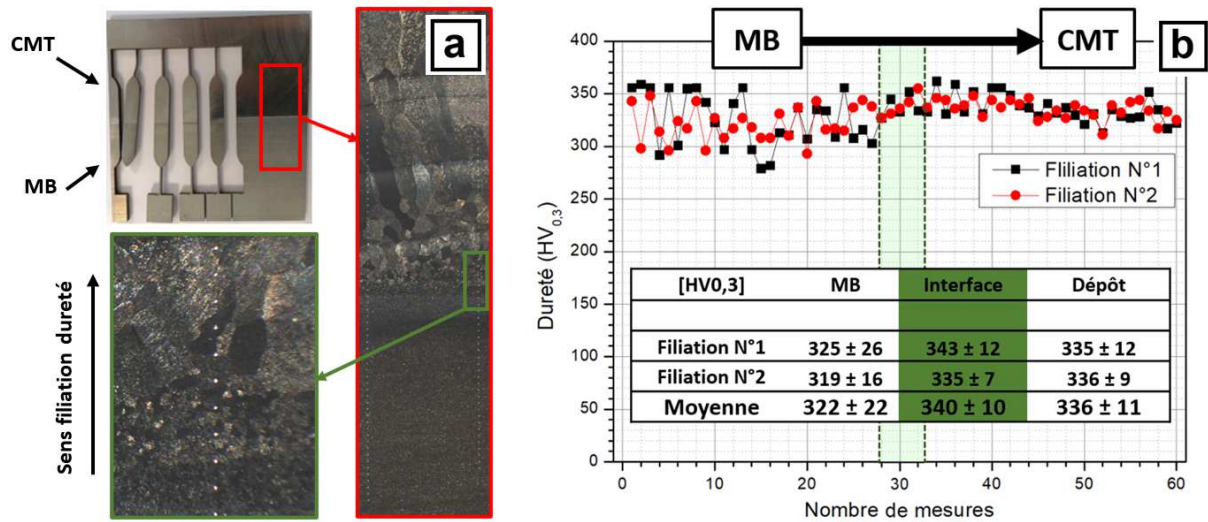 CMT
MB
a
Sens filiation dureté
b
MB
CMT
Dureté (HV0,3)
400
350
300
250
200
150
100
50
0
Fliliation N°1
Filiation N°2
[HV0,3] MB Interface Dépôt
Filiation N°1 325 ± 26 343 ± 12 335 ± 12
Filiation N°2 319 ± 16 335 ± 7 336 ± 9
Moyenne 322 ± 22 340 ± 10 336 ± 11
0 10 20 30 40 50 60
Nombre de mesures